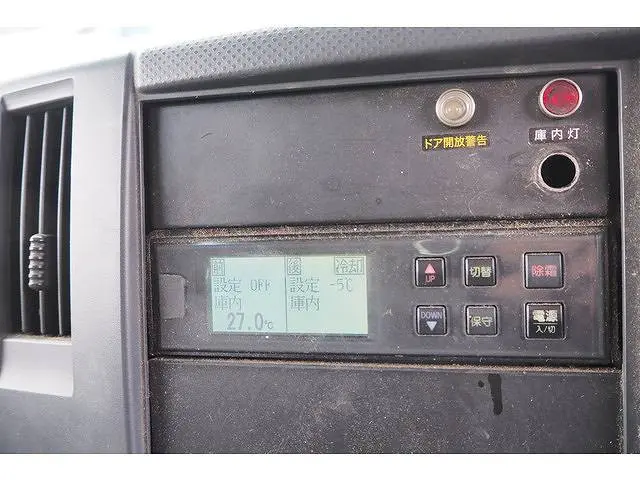 ドア開放警告
庫内灯
前 後 冷却
設定 OFF 設定 -5℃
庫内 庫内
27.0℃
▲ UP 切替 除霜
DOWN ▼ 保守 電源 入/切